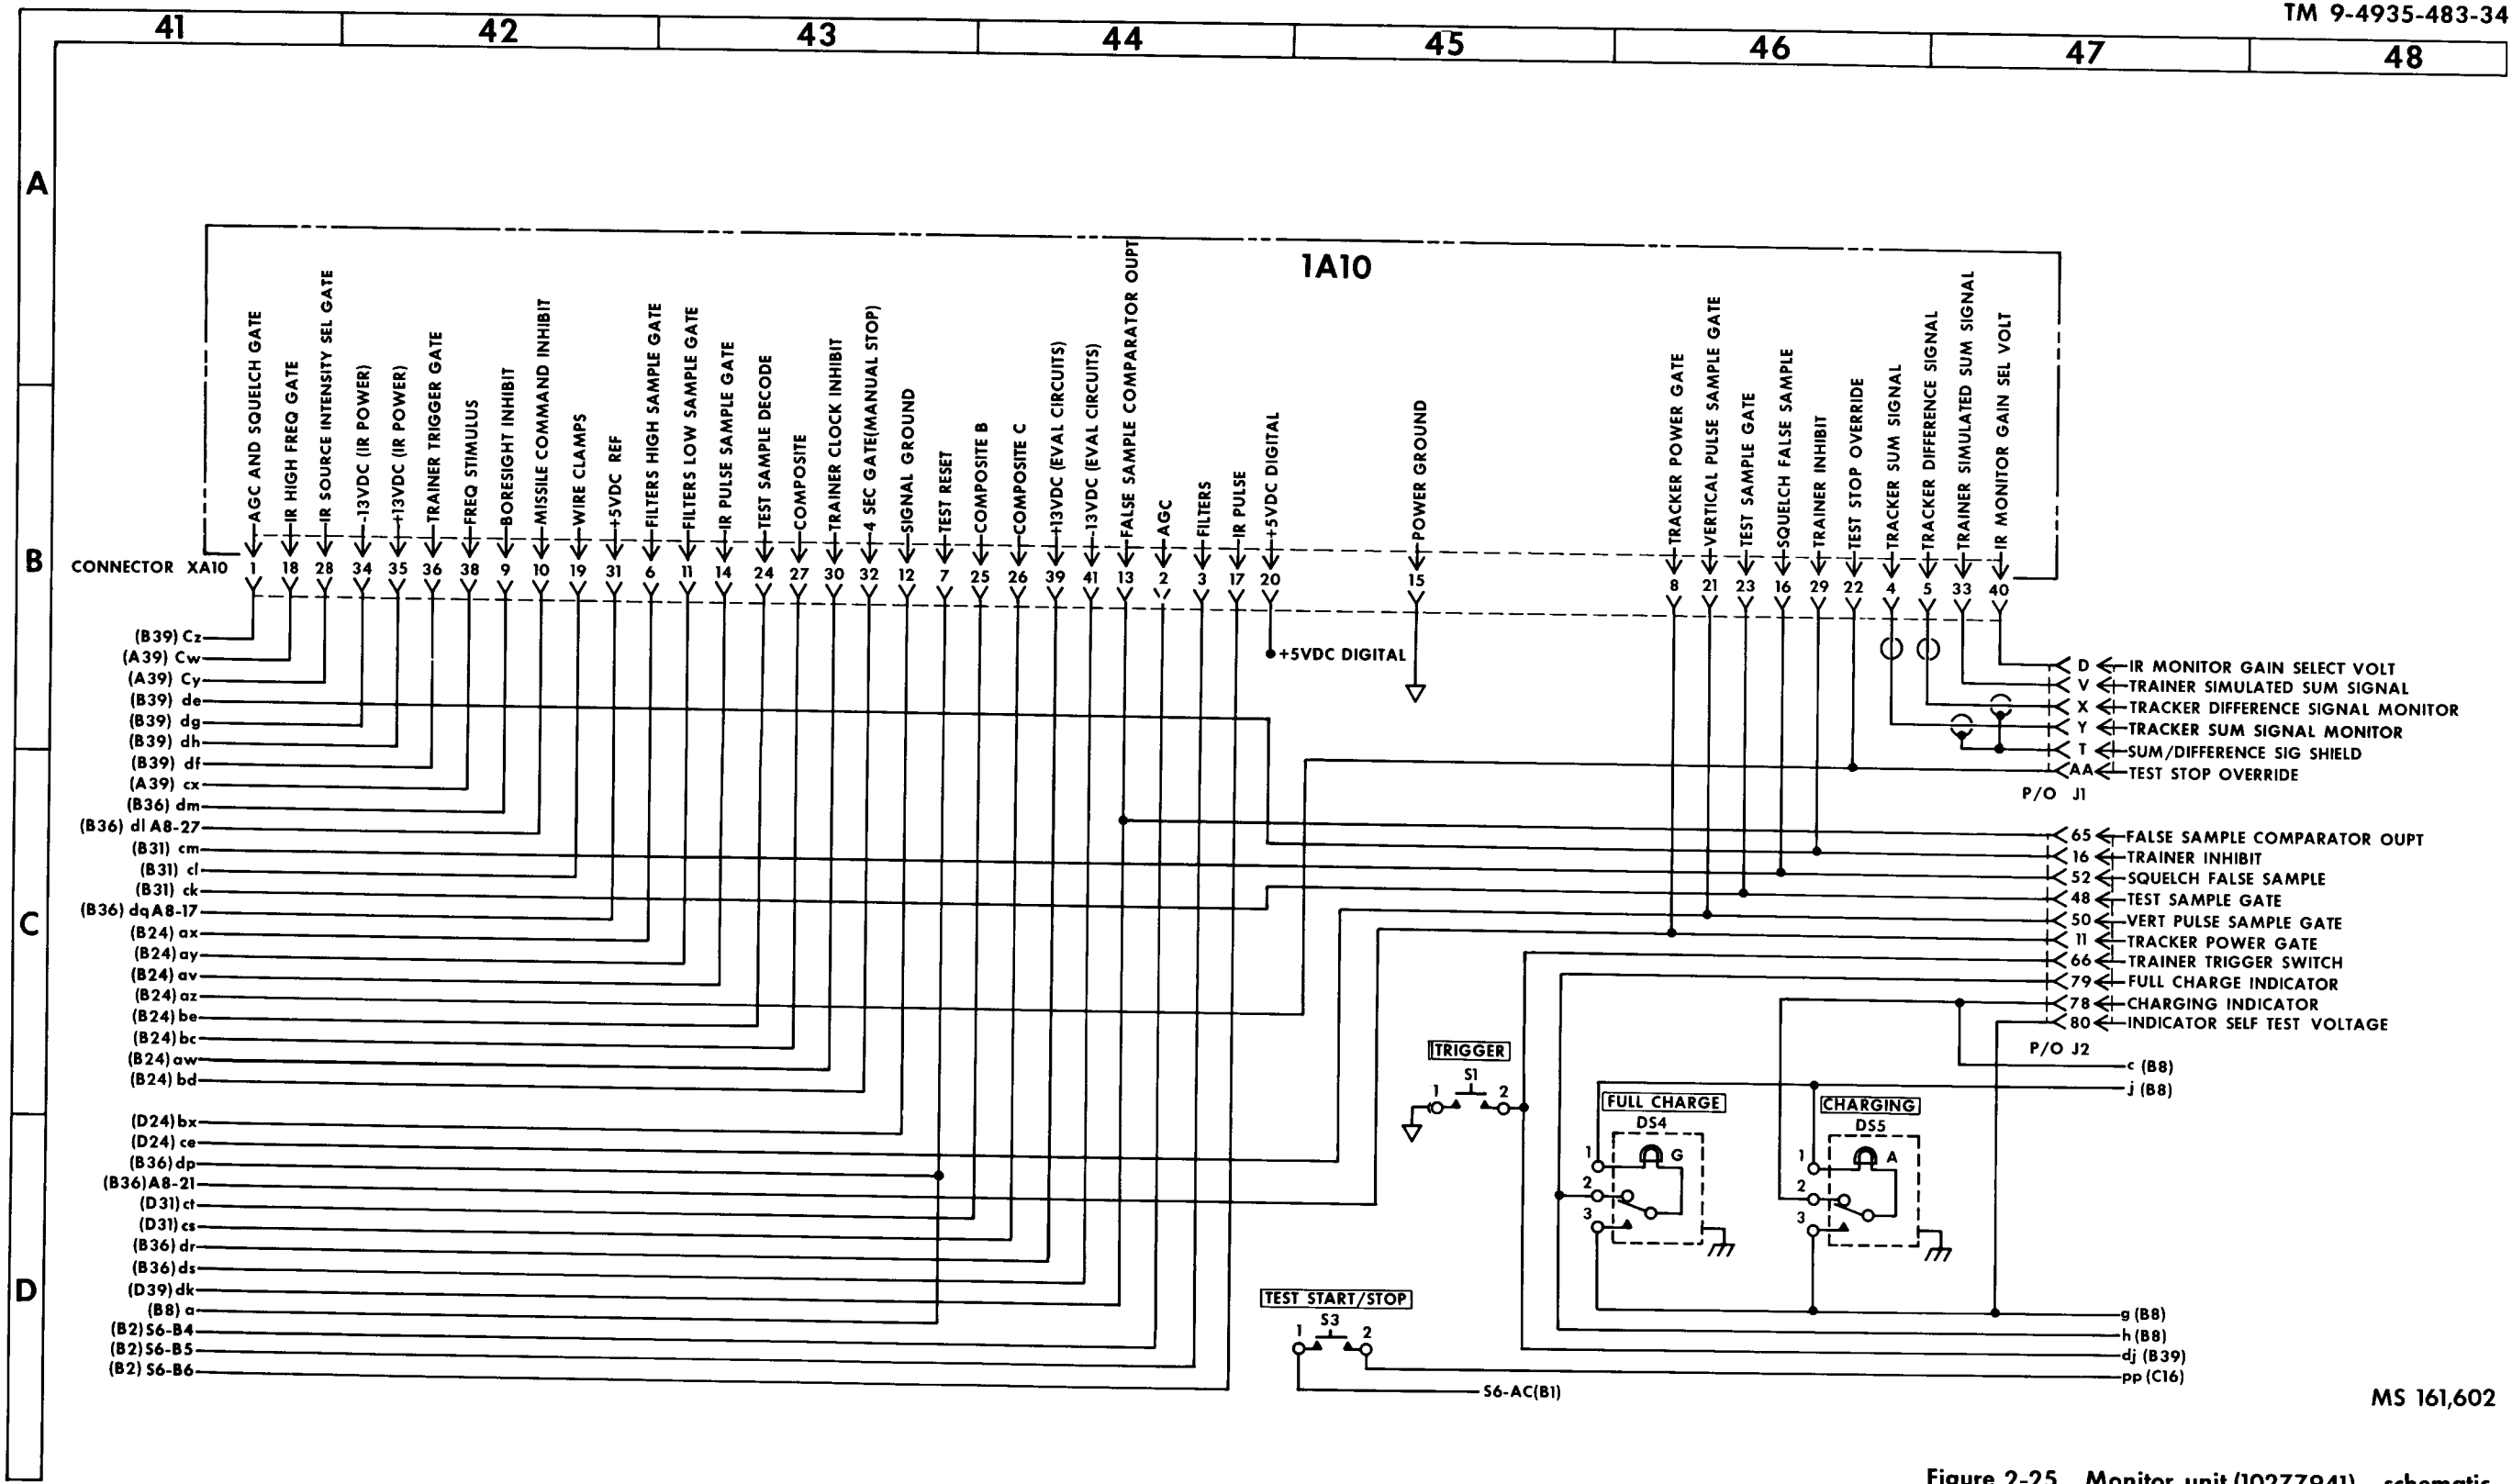 TM 9-4935-483-34
41 42 43 44 45 46 47 48
A
B
C
D
1A10
AGC AND SQUELCH GATE
IR HIGH FREQ GATE
IR SOURCE INTENSITY SEL GATE
-13VDC (IR POWER)
+13VDC (IR POWER)
TRAINER TRIGGER GATE
FREQ STIMULUS
BORESIGHT INHIBIT
MISSILE COMMAND INHIBIT
WIRE CLAMPS
+5VDC REF
FILTERS HIGH SAMPLE GATE
FILTERS LOW SAMPLE GATE
IR PULSE SAMPLE GATE
TEST SAMPLE DECODE
COMPOSITE
TRAINER CLOCK INHIBIT
4 SEC GATE(MANUAL STOP)
SIGNAL GROUND
TEST RESET
COMPOSITE B
COMPOSITE C
+13VDC (EVAL CIRCUITS)
-13VDC (EVAL CIRCUITS)
FALSE SAMPLE COMPARATOR OUPT
AGC
FILTERS
IR PULSE
+5VDC DIGITAL
POWER GROUND
TRACKER POWER GATE
VERTICAL PULSE SAMPLE GATE
TEST SAMPLE GATE
SQUELCH FALSE SAMPLE
TRAINER INHIBIT
TEST STOP OVERRIDE
TRACKER SUM SIGNAL
TRACKER DIFFERENCE SIGNAL
TRAINER SIMULATED SUM SIGNAL
IR MONITOR GAIN SEL VOLT
CONNECTOR XA10 1 18 28 34 35 36 38 9 10 19 31 6 11 14 24 27 30 32 12 7 25 26 39 41 13 2 3 17 20 15 8 21 23 16 29 22 4 5 33 40
(B39) Cz
(A39) Cw
(A39) Cy
(B39) de
(B39) dg
(B39) dh
(B39) df
(A39) cx
(B36) dm
(B36) dl A8-27
(B31) cm
(B31) cl
(B31) ck
(B36) dqA8-17
(B24) ax
(B24) ay
(B24) av
(B24) az
(B24) be
(B24) bc
(B24) aw
(B24) bd
(D24) bx
(D24) ce
(B36) dp
(B36)A8-21
(D31) ct
(D31) cs
(B36) dr
(B36) ds
(D39) dk
(B8) a
(B2) S6-B4
(B2) S6-B5
(B2) S6-B6
+5VDC DIGITAL
D IR MONITOR GAIN SELECT VOLT
V TRAINER SIMULATED SUM SIGNAL
X TRACKER DIFFERENCE SIGNAL MONITOR
Y TRACKER SUM SIGNAL MONITOR
T SUM/DIFFERENCE SIG SHIELD
AA TEST STOP OVERRIDE
P/O J1
65 FALSE SAMPLE COMPARATOR OUPT
16 TRAINER INHIBIT
52 SQUELCH FALSE SAMPLE
48 TEST SAMPLE GATE
50 VERT PULSE SAMPLE GATE
11 TRACKER POWER GATE
66 TRAINER TRIGGER SWITCH
79 FULL CHARGE INDICATOR
78 CHARGING INDICATOR
80 INDICATOR SELF TEST VOLTAGE
P/O J2
c (B8)
j (B8)
TRIGGER
S1
1 2
FULL CHARGE
DS4
1 G
2
3
CHARGING
DS5
1 A
2
3
TEST START/STOP
S3
1 2
S6-AC(B1)
g (B8)
h (B8)
dj (B39)
pp (C16)
MS 161,602
Figure 2-25. Monitor unit (10277941) - schematic